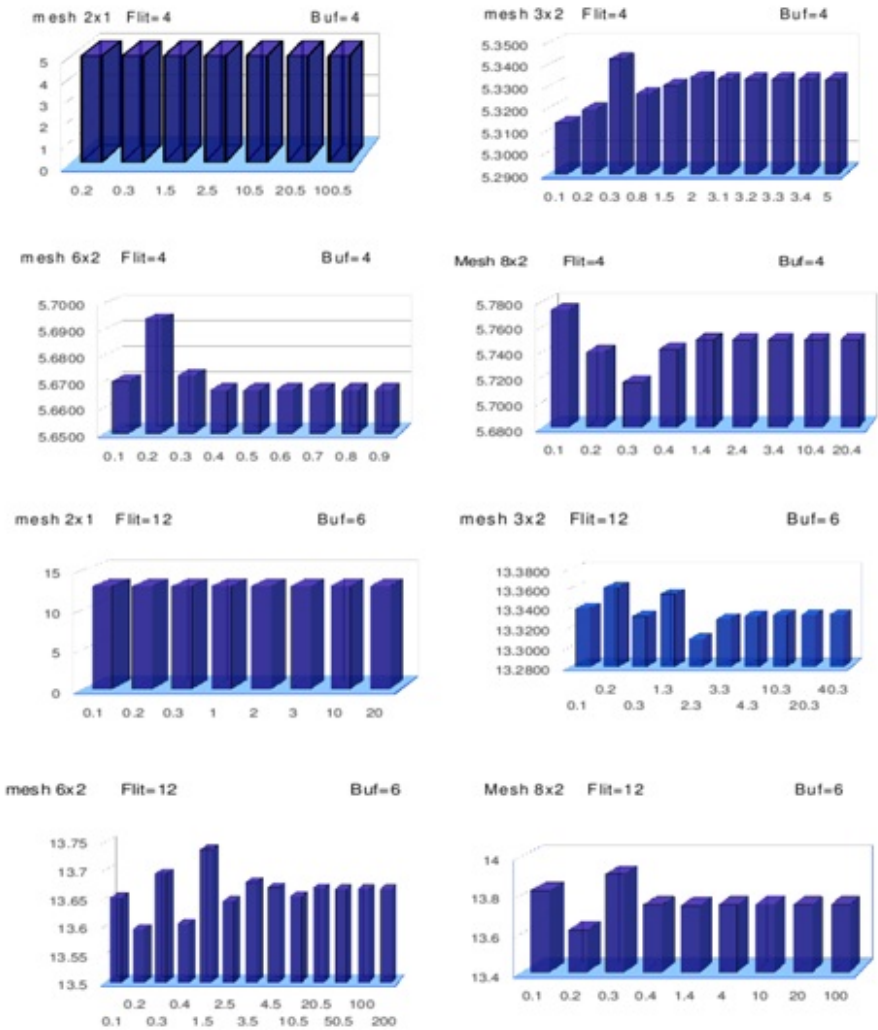 mesh 2x1 Flit=4 Buf=4
5
4
3
2
1
0
0.2 0.3 1.5 2.5 10.5 20.5 100.5
mesh 3x2 Flit=4 Buf=4
5.3500
5.3400
5.3300
5.3200
5.3100
5.3000
5.2900
0.1 0.2 0.3 0.8 1.5 2 3.1 3.2 3.3 3.4 5
mesh 6x2 Flit=4 Buf=4
5.7000
5.6900
5.6800
5.6700
5.6600
5.6500
0.1 0.2 0.3 0.4 0.5 0.6 0.7 0.8 0.9
Mesh 8x2 Flit=4 Buf=4
5.7800
5.7600
5.7400
5.7200
5.7000
5.6800
0.1 0.2 0.3 0.4 1.4 2.4 3.4 10.4 20.4
mesh 2x1 Flit=12 Buf=6
15
10
5
0
0.1 0.2 0.3 1 2 3 10 20
mesh 3x2 Flit=12 Buf=6
13.3800
13.3600
13.3400
13.3200
13.3000
13.2800
0.2 1.3 3.3 10.3 40.3
0.1 0.3 2.3 4.3 20.3
mesh 6x2 Flit=12 Buf=6
13.75
13.7
13.65
13.6
13.55
13.5
0.2 0.4 2.5 4.5 20.5 100
0.1 0.3 1.5 3.5 10.5 50.5 200
Mesh 8x2 Flit=12 Buf=6
14
13.8
13.6
13.4
0.1 0.2 0.3 0.4 1.4 4 10 20 100